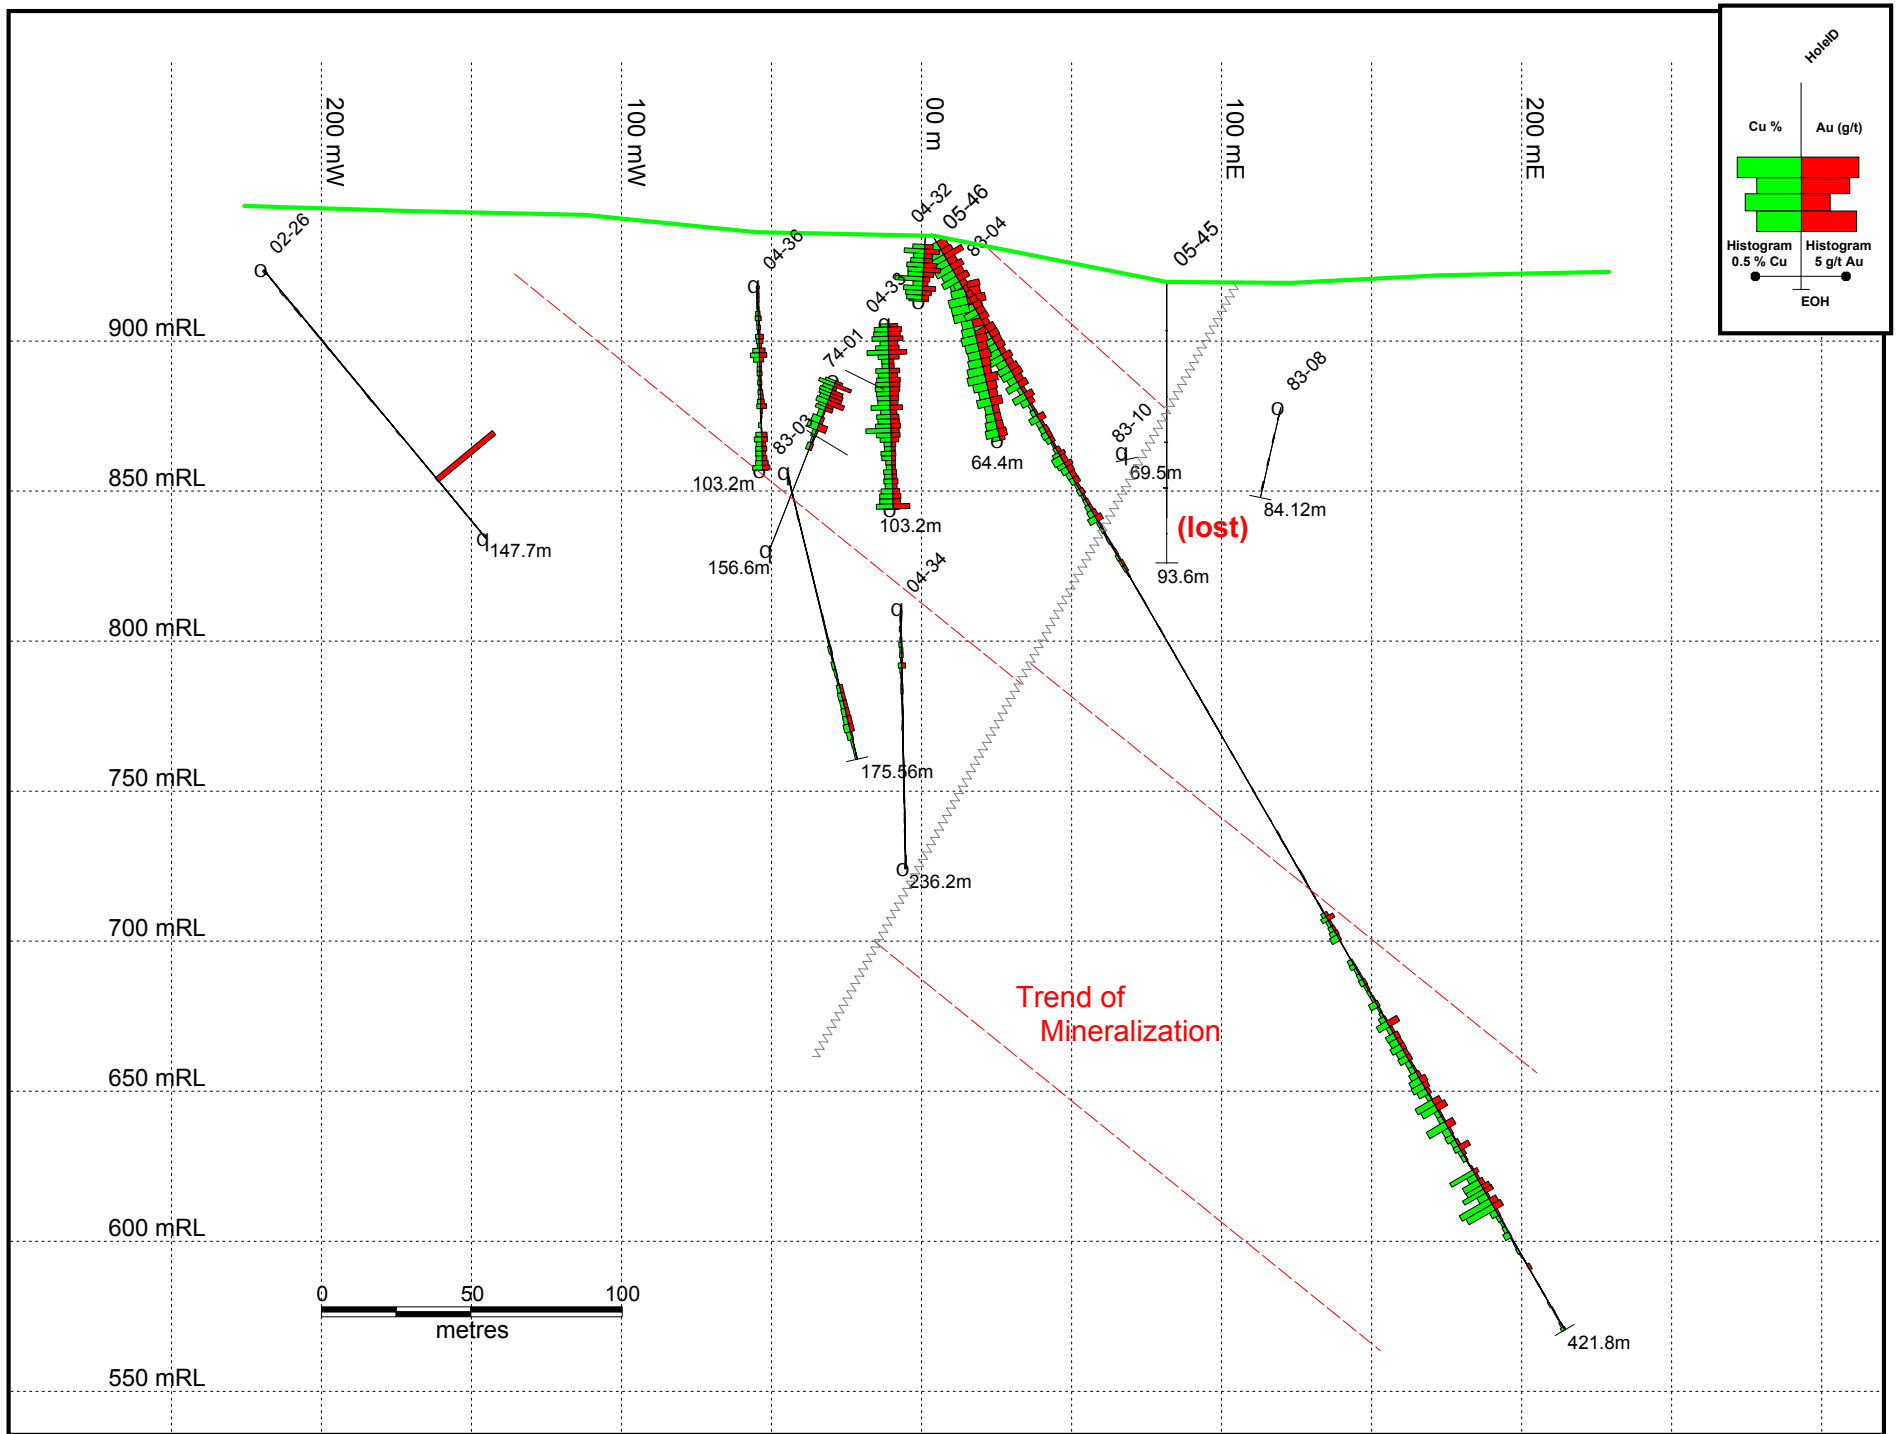 HoleID
Cu %
Au (g/t)
Histogram
0.5 % Cu
Histogram
5 g/t Au
EOH
200 mW
100 mW
00 m
100 mE
200 mE
02-26
04-36
04-32
05-46
83-04
05-45
04-33
74-01
83-03
83-10
83-08
04-34
900 mRL
850 mRL
800 mRL
750 mRL
700 mRL
650 mRL
600 mRL
550 mRL
147.7m
103.2m
156.6m
103.2m
64.4m
69.5m
(lost)
93.6m
84.12m
175.56m
236.2m
421.8m
Trend of
Mineralization
0 50 100
metres